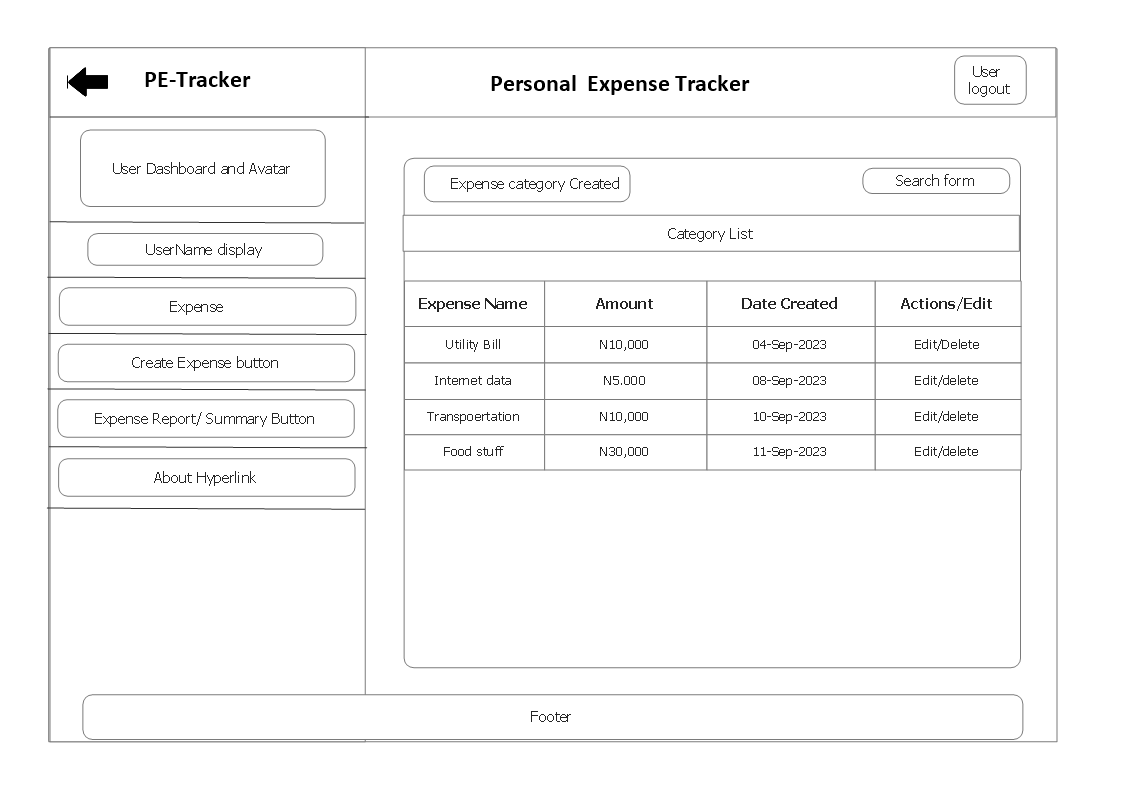 PE-Tracker
Personal Expense Tracker
User
logout
User Dashboard and Avatar
UserName display
Expense
Create Expense button
Expense Report/ Summary Button
About Hyperlink
Expense category Created
Search form
Category List
Expense Name Amount Date Created Actions/Edit
Utility Bill N10,000 04-Sep-2023 Edit/Delete
Internet data N5.000 08-Sep-2023 Edit/delete
Transpoertation N10,000 10-Sep-2023 Edit/delete
Food stuff N30,000 11-Sep-2023 Edit/delete
Footer